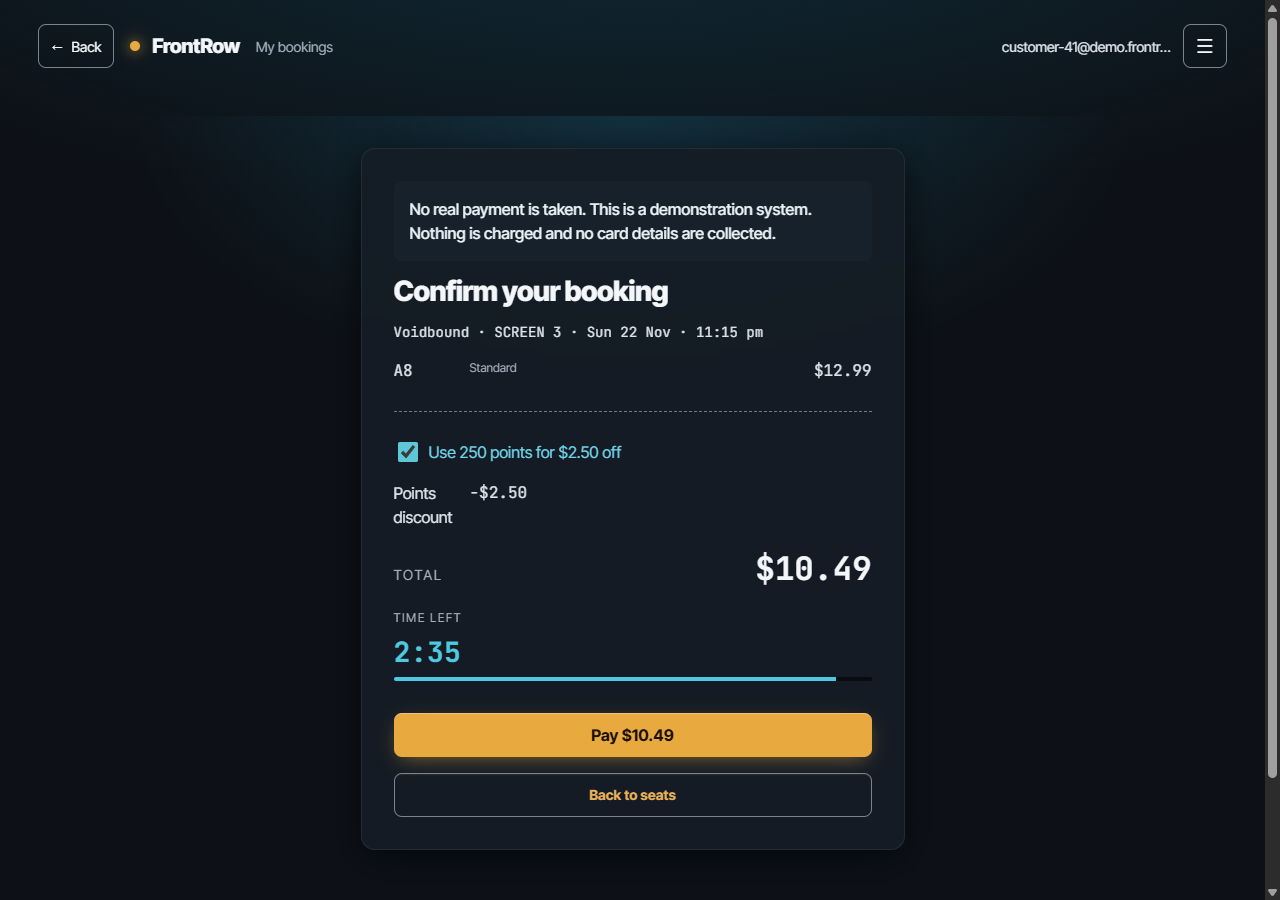 ← Back
FrontRow
My bookings
customer-41@demo.frontr...
No real payment is taken. This is a demonstration system.
Nothing is charged and no card details are collected.
Confirm your booking
Voidbound · SCREEN 3 · Sun 22 Nov · 11:15 pm
A8 Standard $12.99
Use 250 points for $2.50 off
Points discount -$2.50
TOTAL $10.49
TIME LEFT
2:35
Pay $10.49
Back to seats